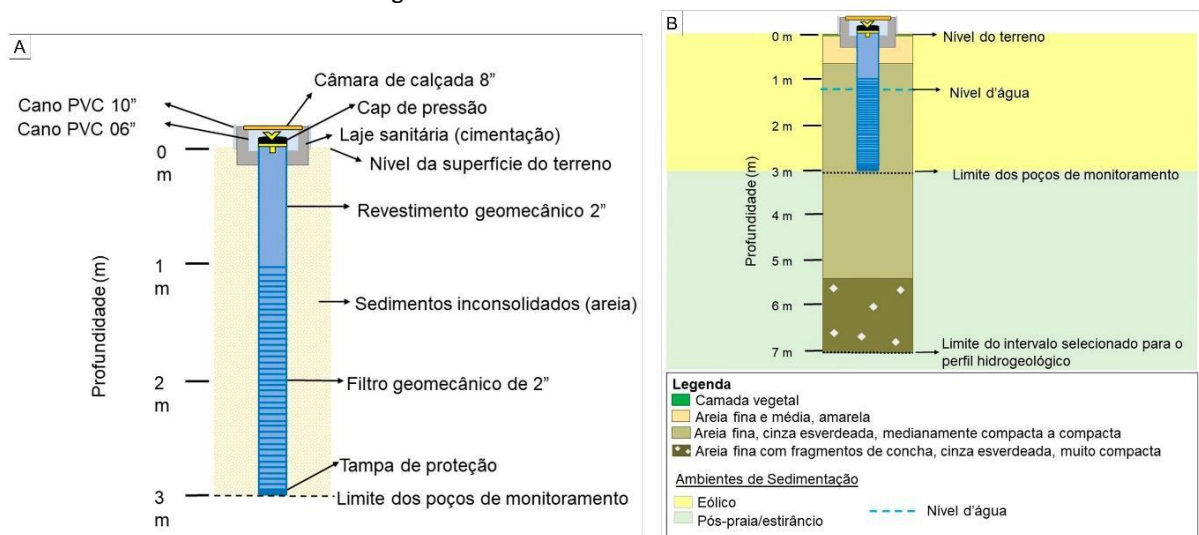 A
Câmara de calçada 8”
Cano PVC 10”
Cap de pressão
Cano PVC 06”
Laje sanitária (cimentação)
0
m
Nível da superfície do terreno
Revestimento geomecânico 2”
1
m
Sedimentos inconsolidados (areia)
Profundidade (m)
2
m
Filtro geomecânico de 2”
Tampa de proteção
3
m
Limite dos poços de monitoramento
B
0 m
Nível do terreno
1 m
Nível d’água
2 m
3 m
Limite dos poços de monitoramento
Profundidade (m)
4 m
5 m
6 m
7 m
Limite do intervalo selecionado para o
perfil hidrogeológico
Legenda
Camada vegetal
Areia fina e média, amarela
Areia fina, cinza esverdeada, medianamente compacta a compacta
Areia fina com fragmentos de concha, cinza esverdeada, muito compacta
Ambientes de Sedimentação
Eólico
Pós-praia/estirâncio
Nível d’água